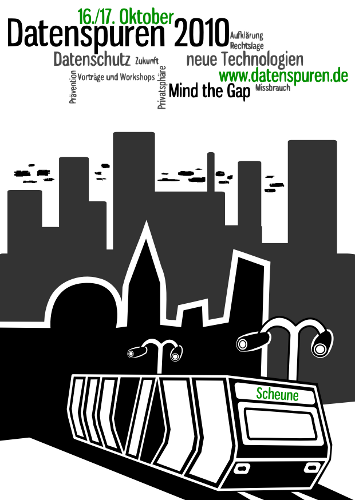 16./17. Oktober
Datenspuren 2010
Aufklärung
Rechtslage
Datenschutz
Zukunft
neue Technologien
Prävention
Vorträge und Workshops
Privatsphäre
www.datenspuren.de
Mind the Gap
Missbrauch
Scheune